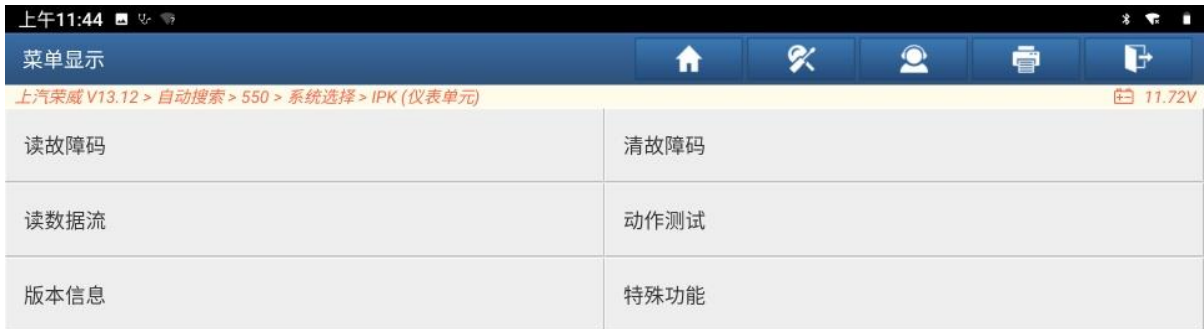 上午11:44
菜单显示
上汽荣威 V13.12 > 自动搜索 > 550 > 系统选择 > IPK (仪表单元) 11.72V
读故障码 清故障码
读数据流 动作测试
版本信息 特殊功能